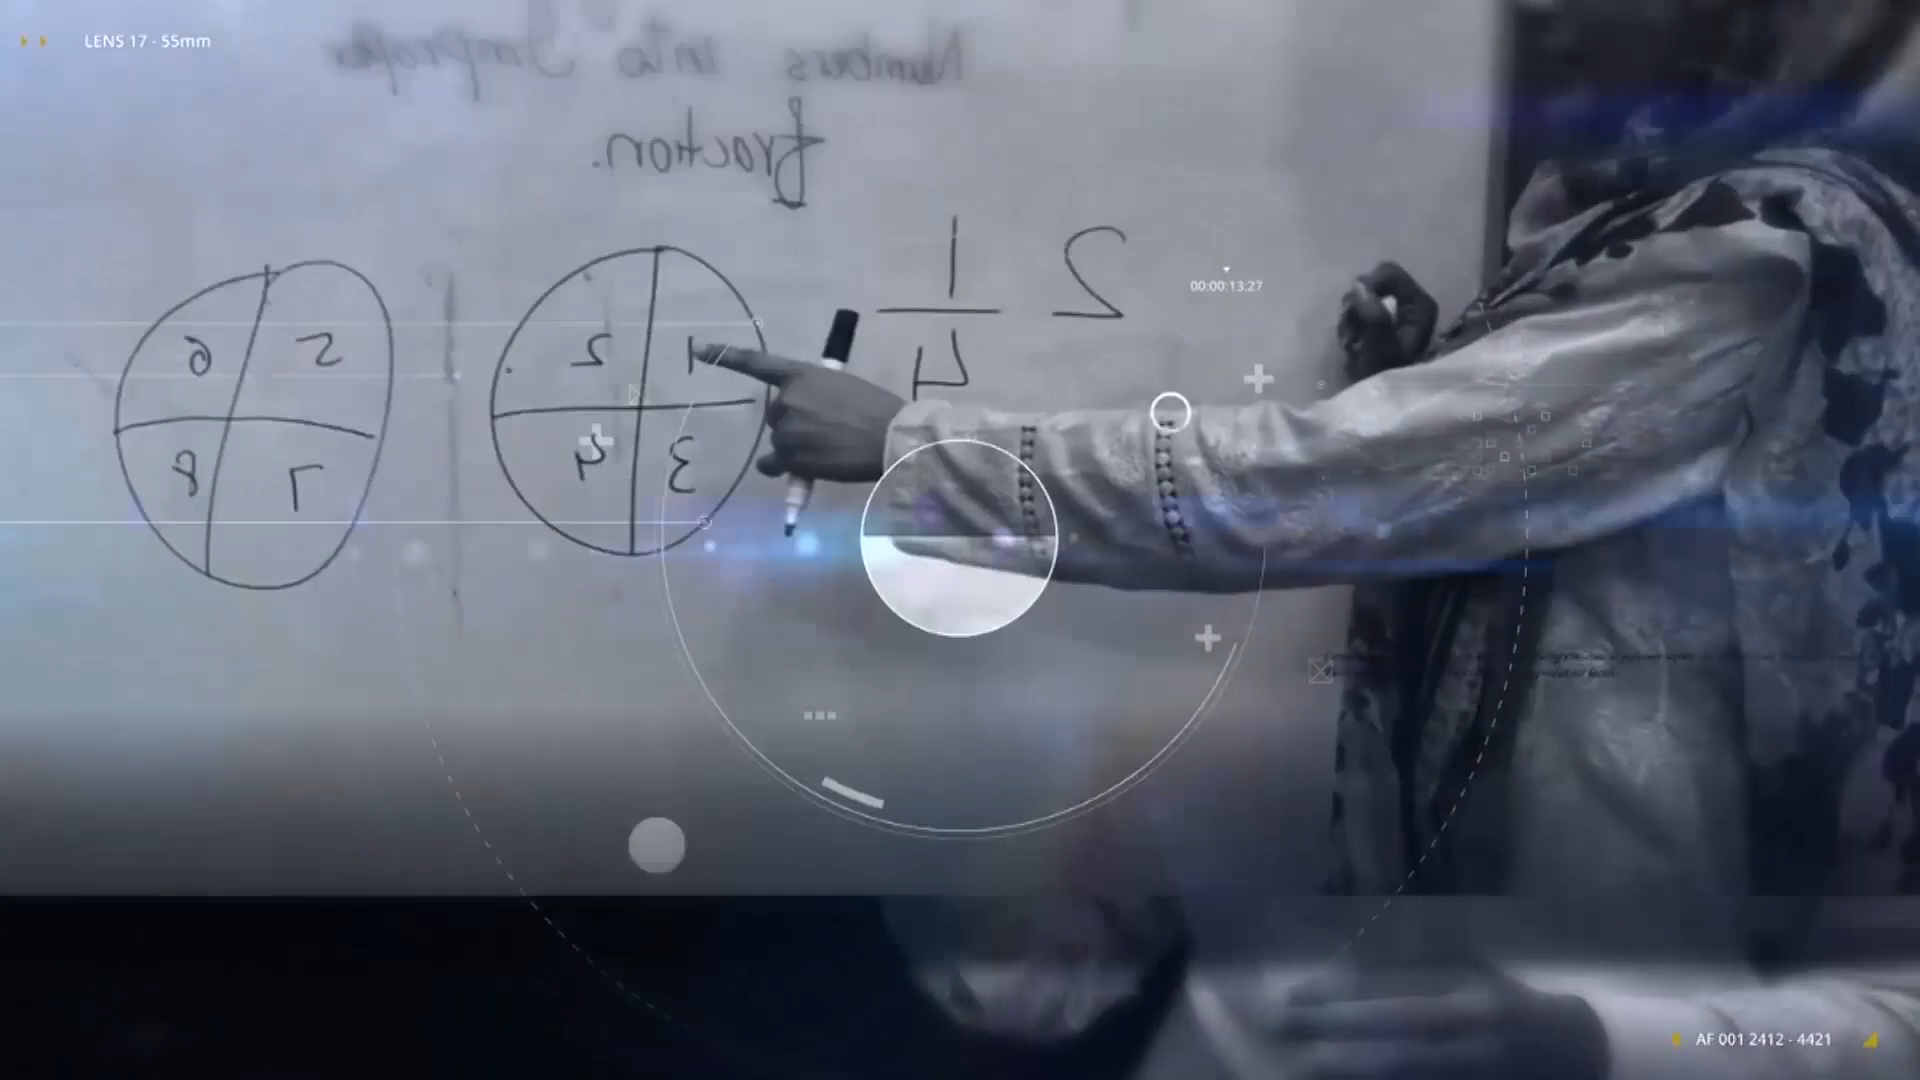 LENS 17 - 55mm
Numbers into Improper
fraction.
2 1/4
00:00:13:27
1 2
3 4
5 6
7 8
AF 001 2412 - 4421